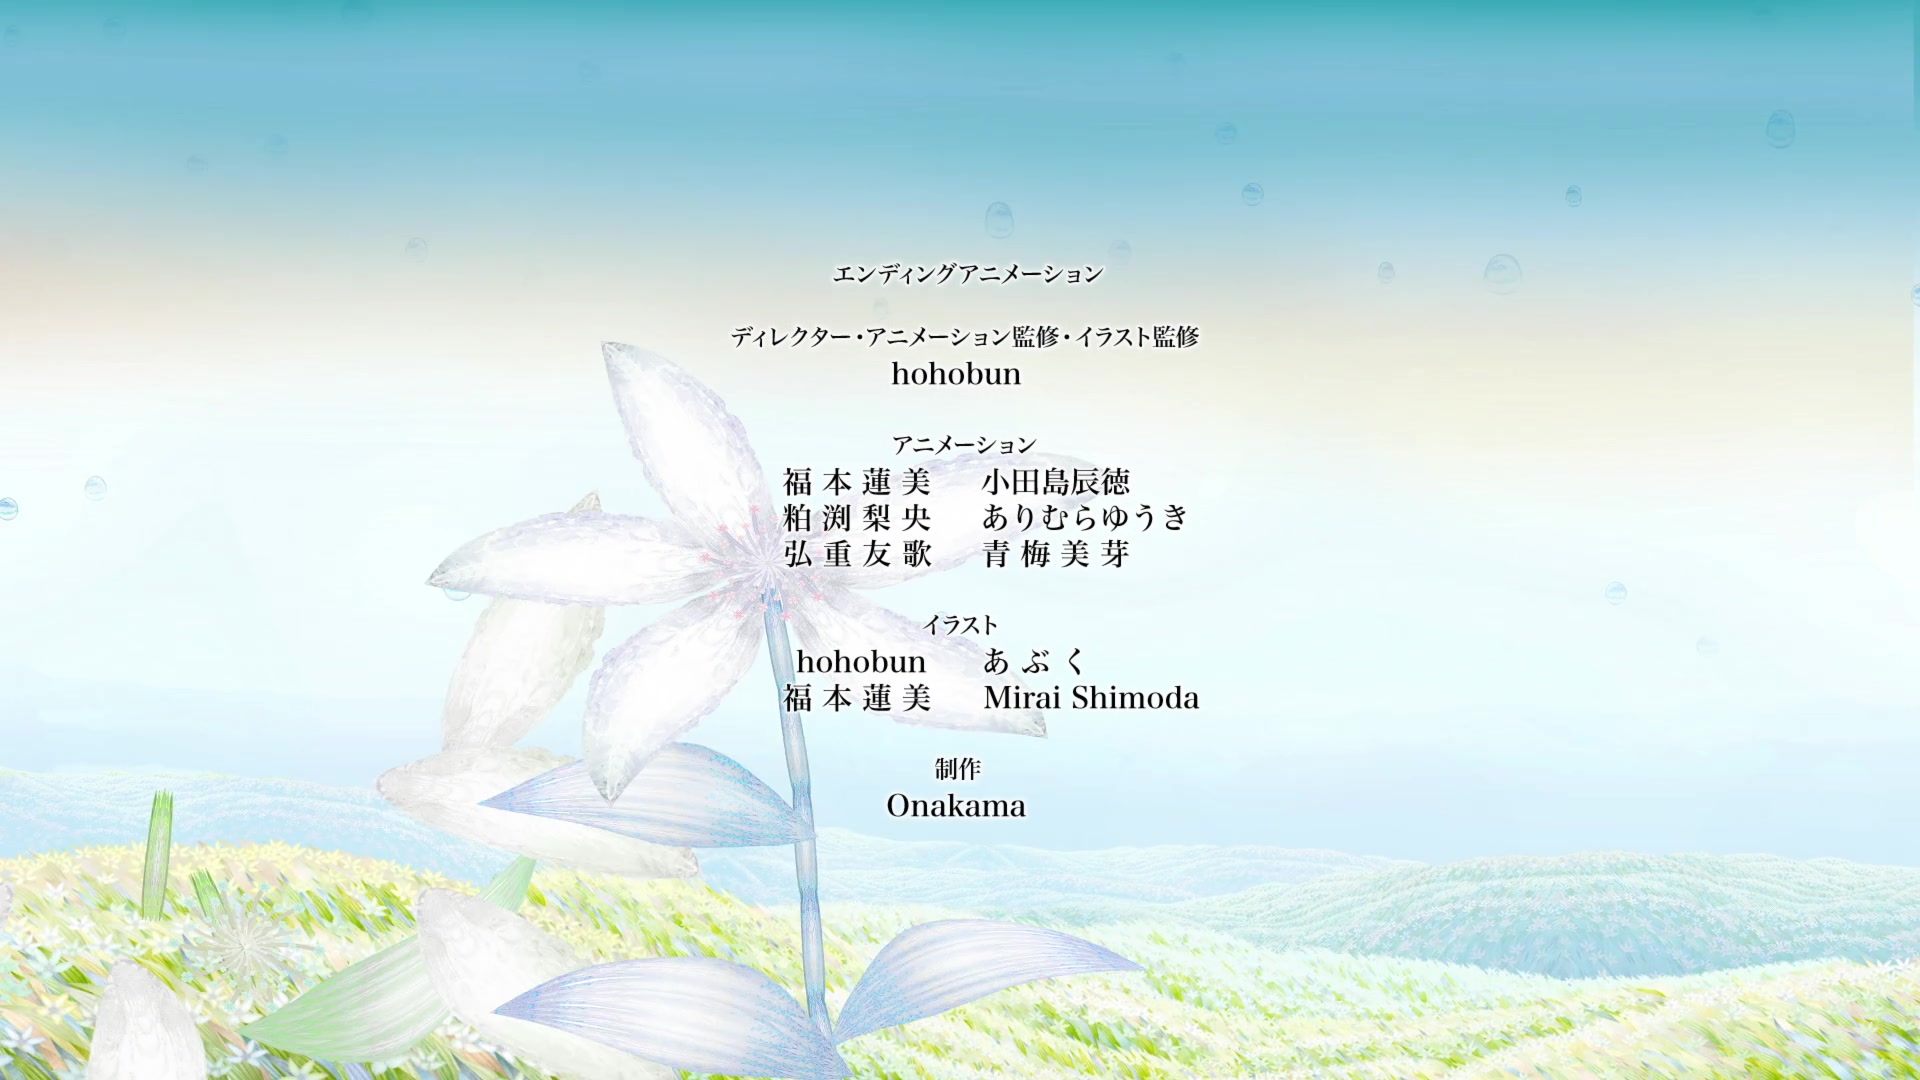 エンディングアニメーション
ディレクター・アニメーション監修・イラスト監修
hohobun
アニメーション
福本蓮美 小田島辰徳
粕渕梨央 ありむらゆうき
弘重友歌 青梅美芽
イラスト
hohobun あぶく
福本蓮美 Mirai Shimoda
制作
Onakama